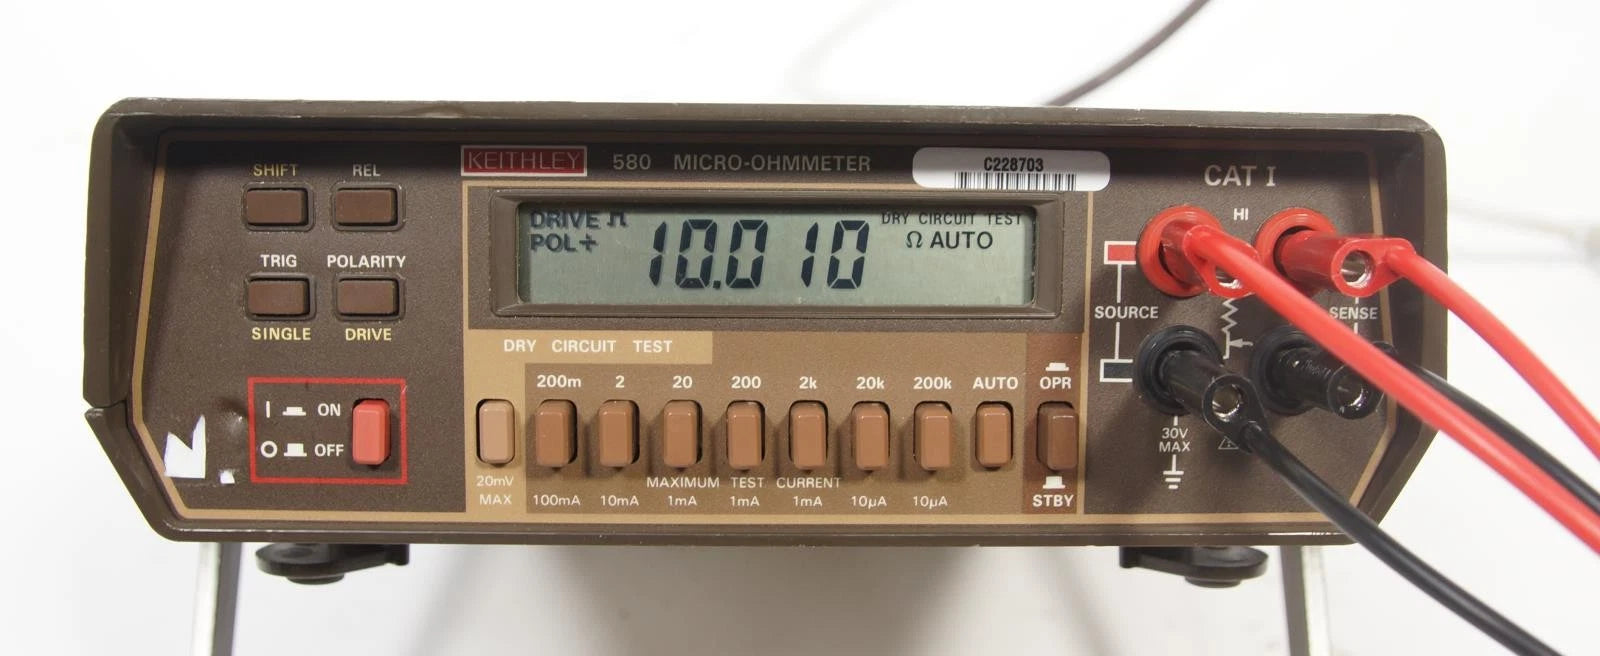 SHIFT
REL
TRIG
POLARITY
SINGLE
DRIVE
I ON
O OFF
KEITHLEY 580 MICRO-OHMMETER
C228703
DRIVE
POL+
10.010
DRY CIRCUIT TEST
Ω AUTO
DRY CIRCUIT TEST
200m 2 20 200 2k 20k 200k AUTO OPR
20mV
MAX
MAXIMUM TEST CURRENT
100mA 10mA 1mA 1mA 1mA 10µA 10µA
STBY
CAT I
HI
SOURCE
SENSE
30V
MAX